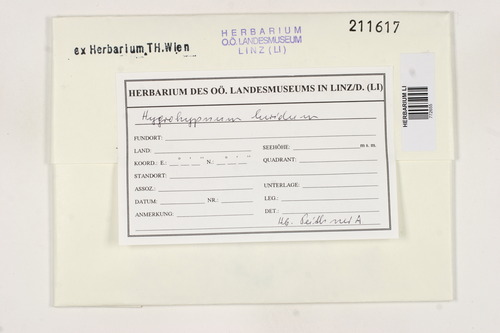 ex Herbarium TH. Wien
HERBARIUM
O.Ö. LANDESMUSEUM
LINZ (LI)
211617
HERBARIUM LI
HERBARIUM DES OÖ. LANDESMUSEUMS IN LINZ/D. (LI)
Hygrohypnum luridum
FUNDORT:
LAND: SEEHÖHE: m s. m.
KOORD.: E: ° ' " N: ° ' " QUADRANT:
STANDORT:
ASSOZ.: UNTERLAGE:
DATUM: NR.: LEG.:
ANMERKUNG: DET.: